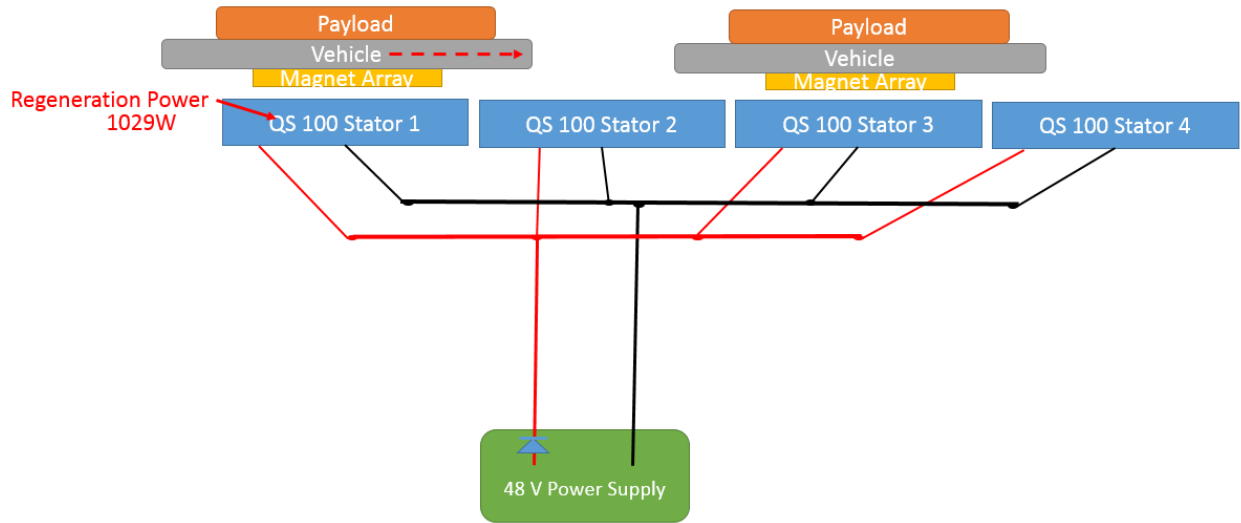 Payload
Payload
Vehicle
Vehicle
Magnet Array
Magnet Array
Regeneration Power
1029W
QS 100 Stator 1
QS 100 Stator 2
QS 100 Stator 3
QS 100 Stator 4
48 V Power Supply